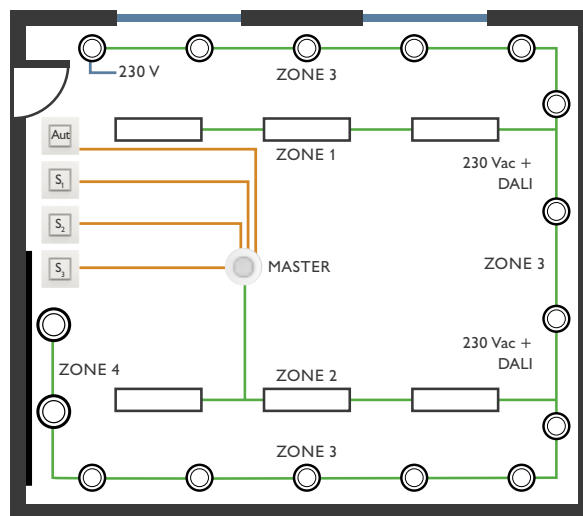 230 V
ZONE 3
Aut
ZONE 1
230 Vac +
DALI
S1
S2
S3
MASTER
ZONE 3
230 Vac +
DALI
ZONE 4
ZONE 2
ZONE 3